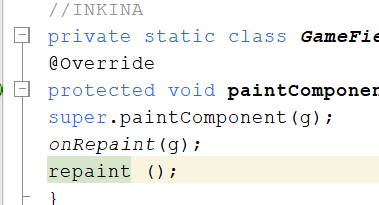 //INKINA
private static class GameFie
@Override
protected void paintComponen
super.paintComponent(g);
onRepaint(g);
repaint ();
}